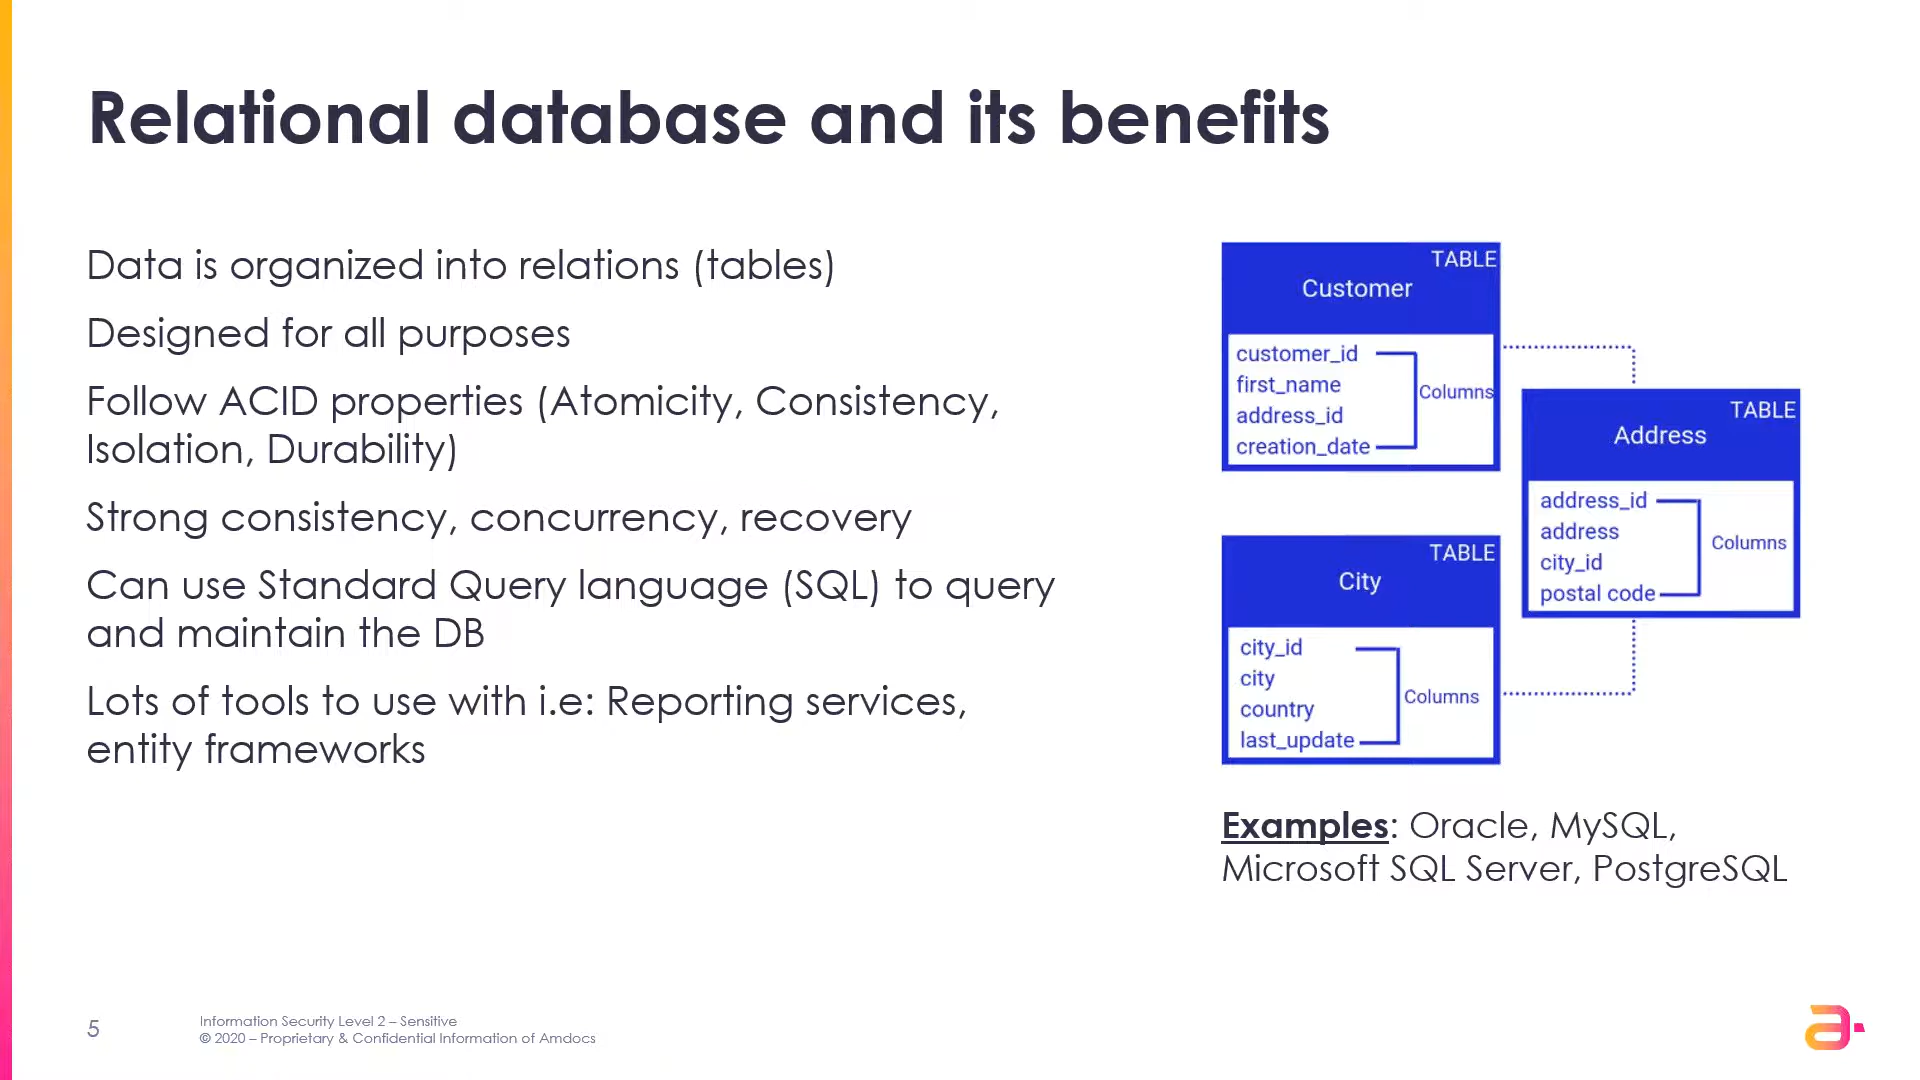 Relational database and its benefits
Data is organized into relations (tables)
Designed for all purposes
Follow ACID properties (Atomicity, Consistency,
Isolation, Durability)
Strong consistency, concurrency, recovery
Can use Standard Query language (SQL) to query
and maintain the DB
Lots of tools to use with i.e: Reporting services,
entity frameworks
TABLE
Customer
customer_id
first_name
address_id
creation_date
Columns
TABLE
Address
address_id
address
city_id
postal code
Columns
TABLE
City
city_id
city
country
last_update
Columns
Examples: Oracle, MySQL,
Microsoft SQL Server, PostgreSQL
5
Information Security Level 2 – Sensitive
© 2020 – Proprietary & Confidential Information of Amdocs
a